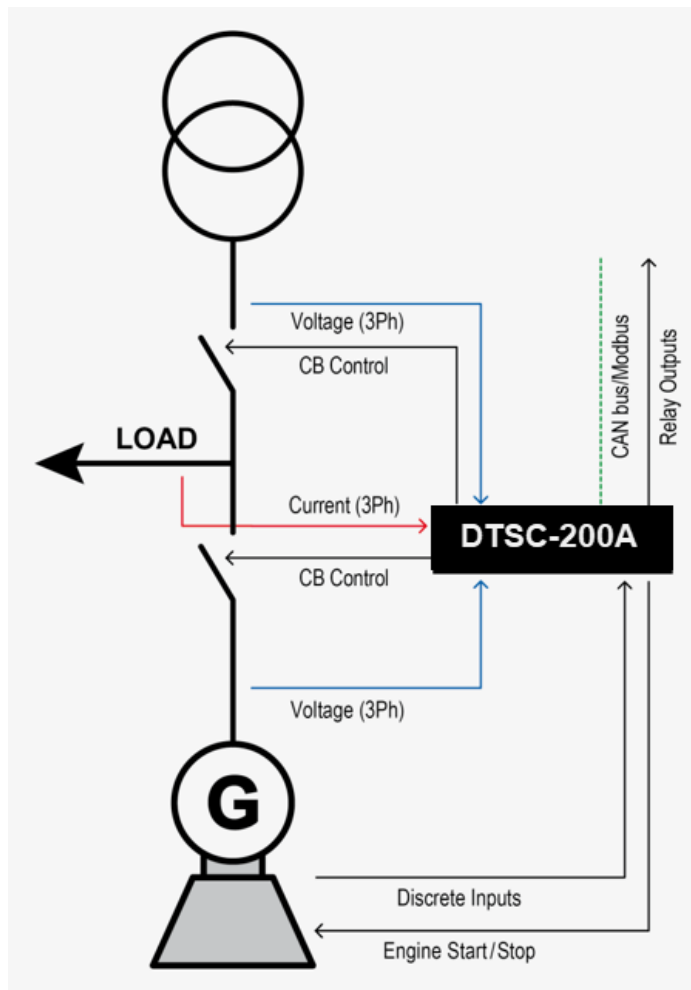 Voltage (3Ph)
CB Control
LOAD
CAN bus/Modbus
Relay Outputs
Current (3Ph)
DTSC-200A
CB Control
Voltage (3Ph)
G
Discrete Inputs
Engine Start/Stop